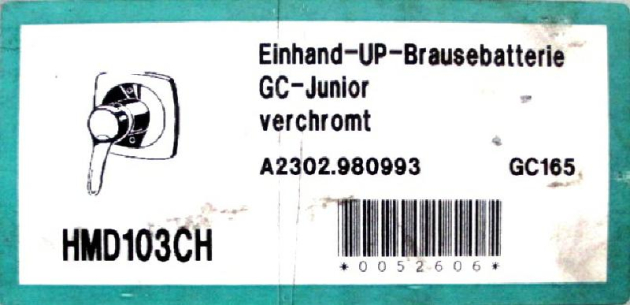 Einhand-UP-Brausebatterie
GC-Junior
verchromt
A2302.980993 GC165
HMD103CH
*0052606*